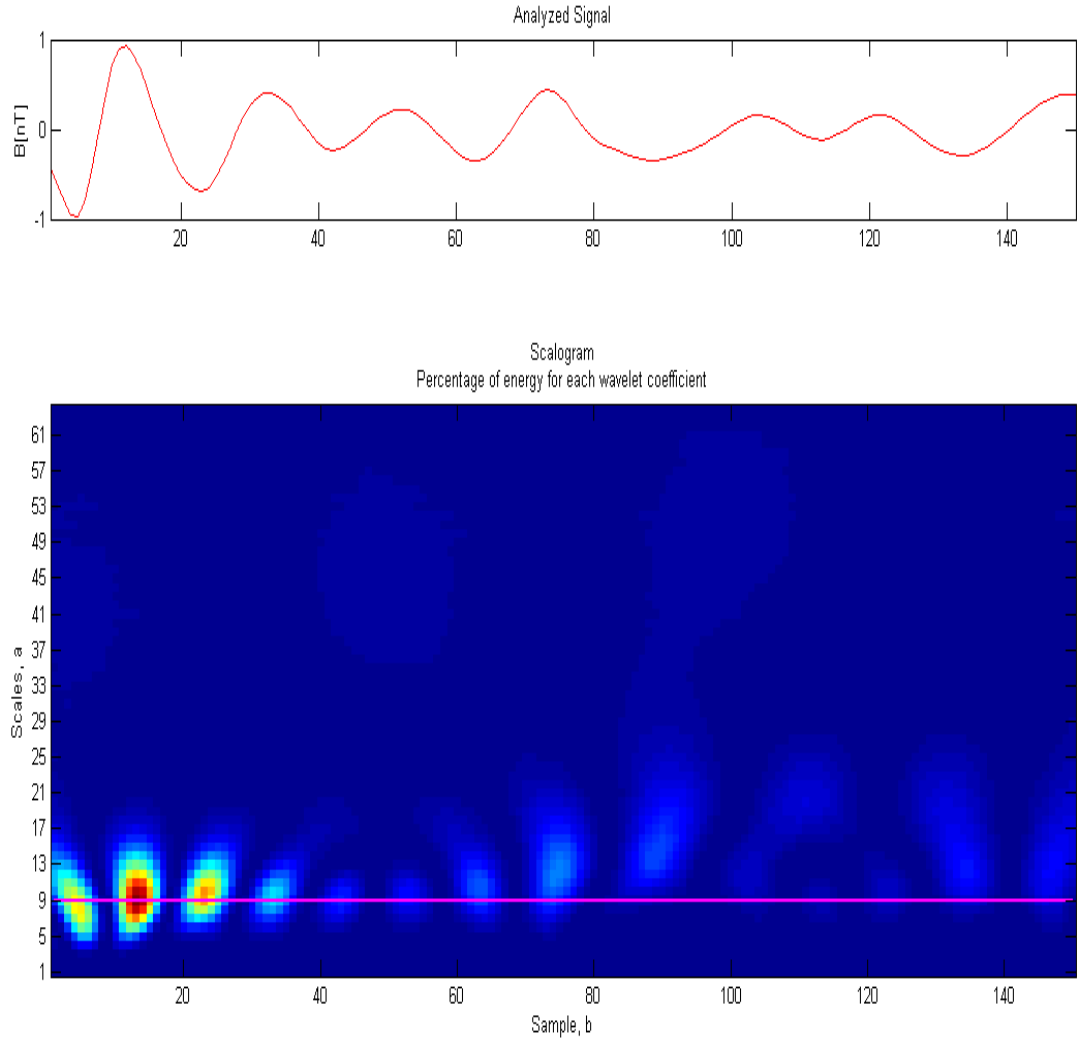 Analyzed Signal
B[nT]
1
0
-1
20 40 60 80 100 120 140
Scalogram
Percentage of energy for each wavelet coefficient
Scales, a
61
57
53
49
45
41
37
33
29
25
21
17
13
9
5
1
20 40 60 80 100 120 140
Sample, b